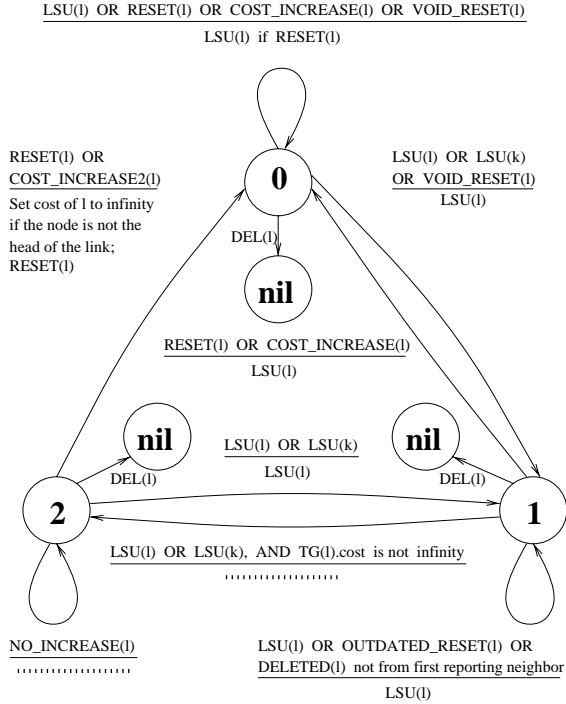 LSU(l) OR RESET(l) OR COST_INCREASE(l) OR VOID_RESET(l)
LSU(l) if RESET(l)
RESET(l) OR
COST_INCREASE2(l)
Set cost of l to infinity
if the node is not the
head of the link;
RESET(l)
0
LSU(l) OR LSU(k)
OR VOID_RESET(l)
LSU(l)
DEL(l)
nil
RESET(l) OR COST_INCREASE(l)
LSU(l)
nil
DEL(l)
LSU(l) OR LSU(k)
LSU(l)
nil
DEL(l)
2
1
LSU(l) OR LSU(k), AND TG(l).cost is not infinity
NO_INCREASE(l)
LSU(l) OR OUTDATED_RESET(l) OR
DELETED(l) not from first reporting neighbor
LSU(l)